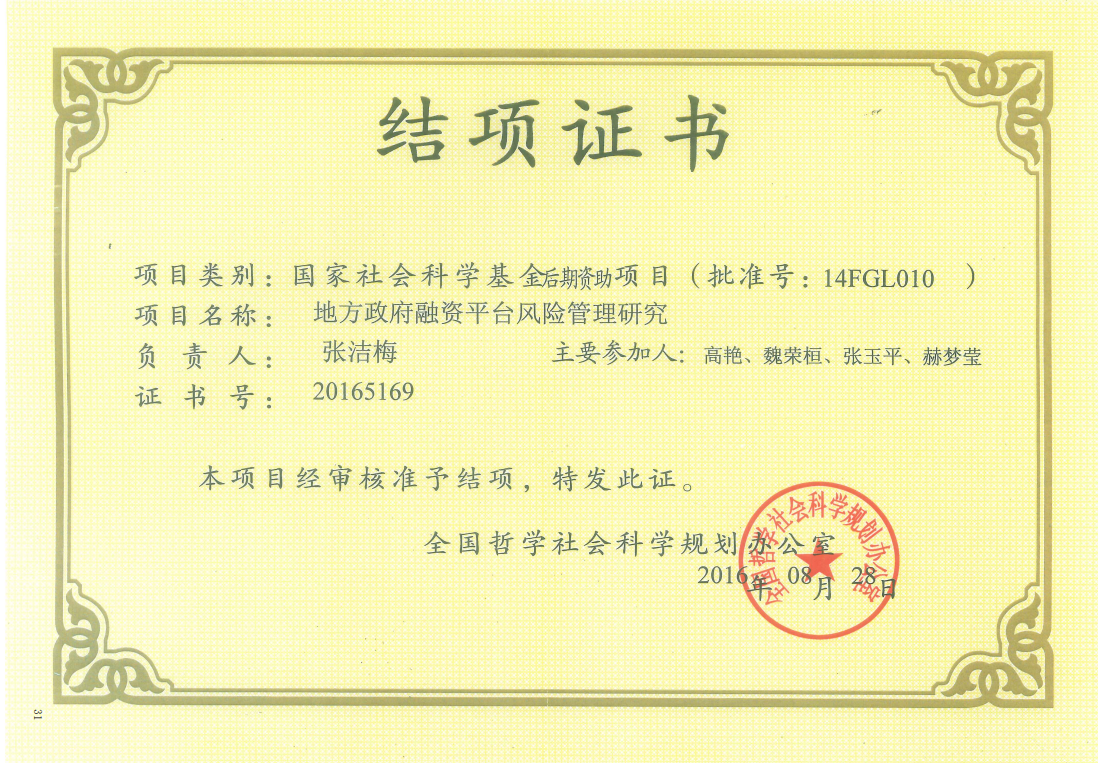 结项证书
项目类别：国家社会科学基金后期资助项目（批准号：14FGL010 ）
项目名称： 地方政府融资平台风险管理研究
负责人： 张洁梅 主要参加人：高艳、魏荣桓、张玉平、赫梦莹
证书号： 20165169
本项目经审核准予结项，特发此证。
全国哲学社会科学规划办公室
2016年 08月 28日
全国哲学社会科学规划办公室
31